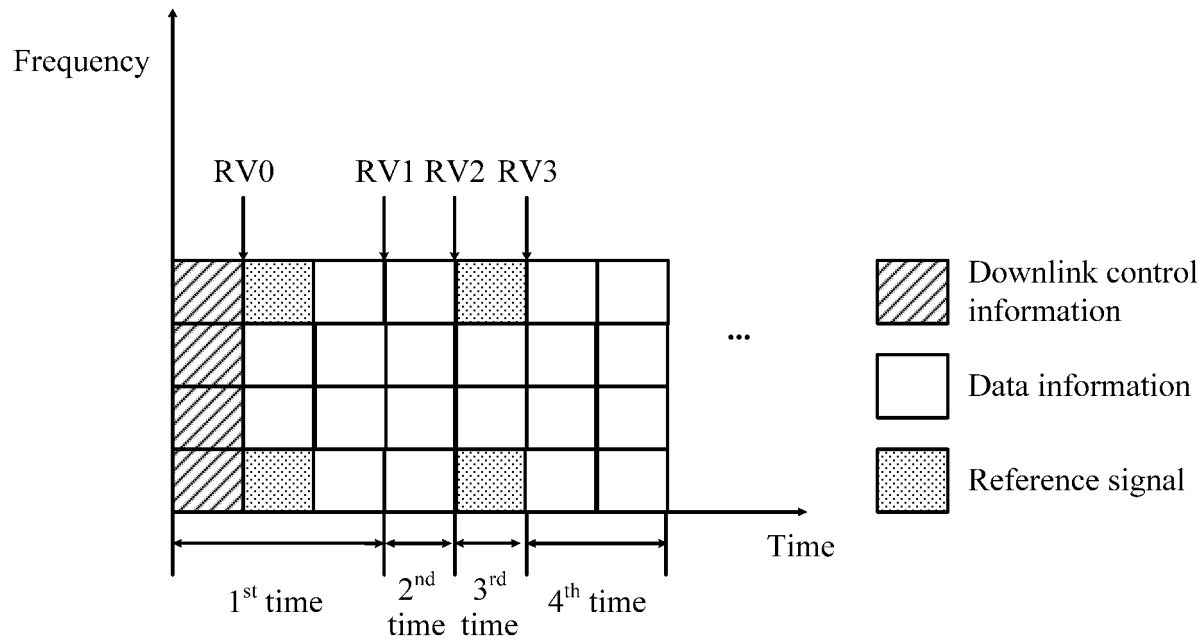 Frequency
RV0 RV1 RV2 RV3
Downlink control
information
...
Data information
Reference signal
Time
1st time
2nd
time
3rd
time
4th time